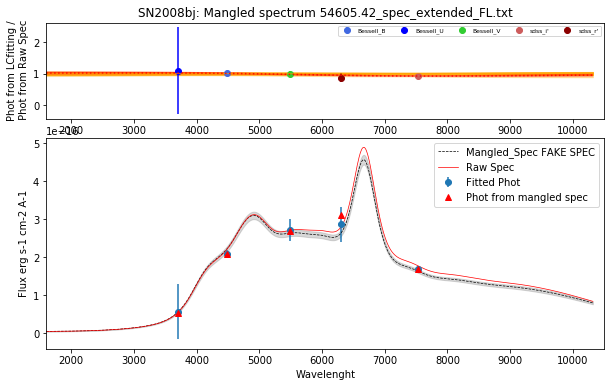 SN2008bj: Mangled spectrum 54605.42_spec_extended_FL.txt
Phot from LCfitting /
Phot from Raw Spec
2
1
0
Bessell_B Bessell_U Bessell_V sdss_i' sdss_r'
2000 3000 4000 5000 6000 7000 8000 9000 10000
1e−16
Flux erg s-1 cm-2 A-1
5
4
3
2
1
0
Mangled_Spec FAKE SPEC
Raw Spec
Fitted Phot
Phot from mangled spec
2000 3000 4000 5000 6000 7000 8000 9000 10000
Wavelenght